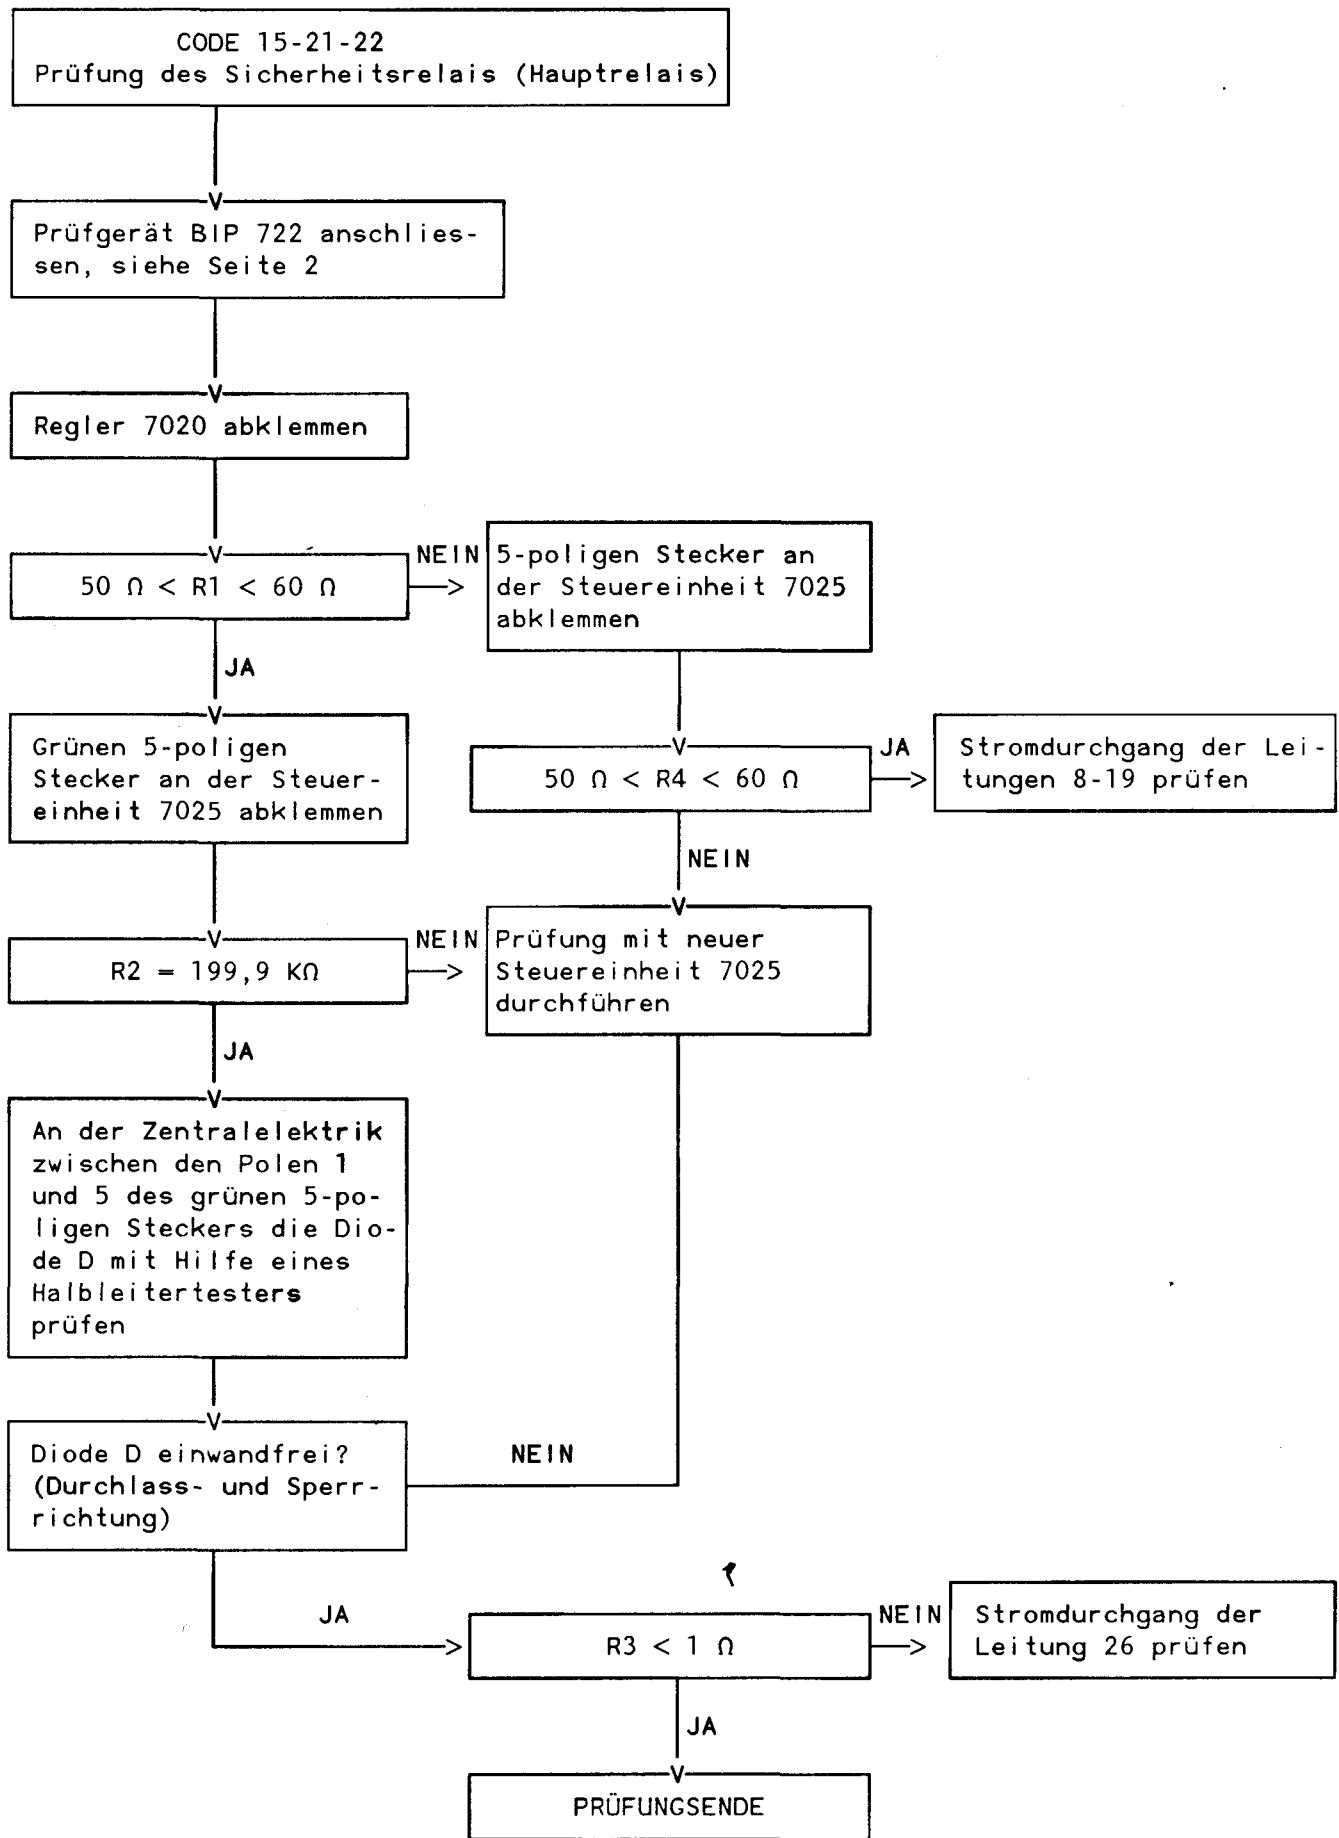 CODE 15-21-22
Prüfung des Sicherheitsrelais (Hauptrelais)
Prüfgerät BIP 722 anschlies-
sen, siehe Seite 2
Regler 7020 abklemmen
50 Ω < R1 < 60 Ω
NEIN
5-poligen Stecker an
der Steuereinheit 7025
abklemmen
JA
Grünen 5-poligen
Stecker an der Steuer-
einheit 7025 abklemmen
50 Ω < R4 < 60 Ω
JA
Stromdurchgang der Lei-
tungen 8-19 prüfen
NEIN
R2 = 199,9 KΩ
NEIN
Prüfung mit neuer
Steuereinheit 7025
durchführen
JA
An der Zentralelektrik
zwischen den Polen 1
und 5 des grünen 5-po-
ligen Steckers die Dio-
de D mit Hilfe eines
Halbleitertesters
prüfen
Diode D einwandfrei?
(Durchlass- und Sperr-
richtung)
NEIN
JA
R3 < 1 Ω
NEIN
Stromdurchgang der
Leitung 26 prüfen
JA
PRÜFUNGSENDE